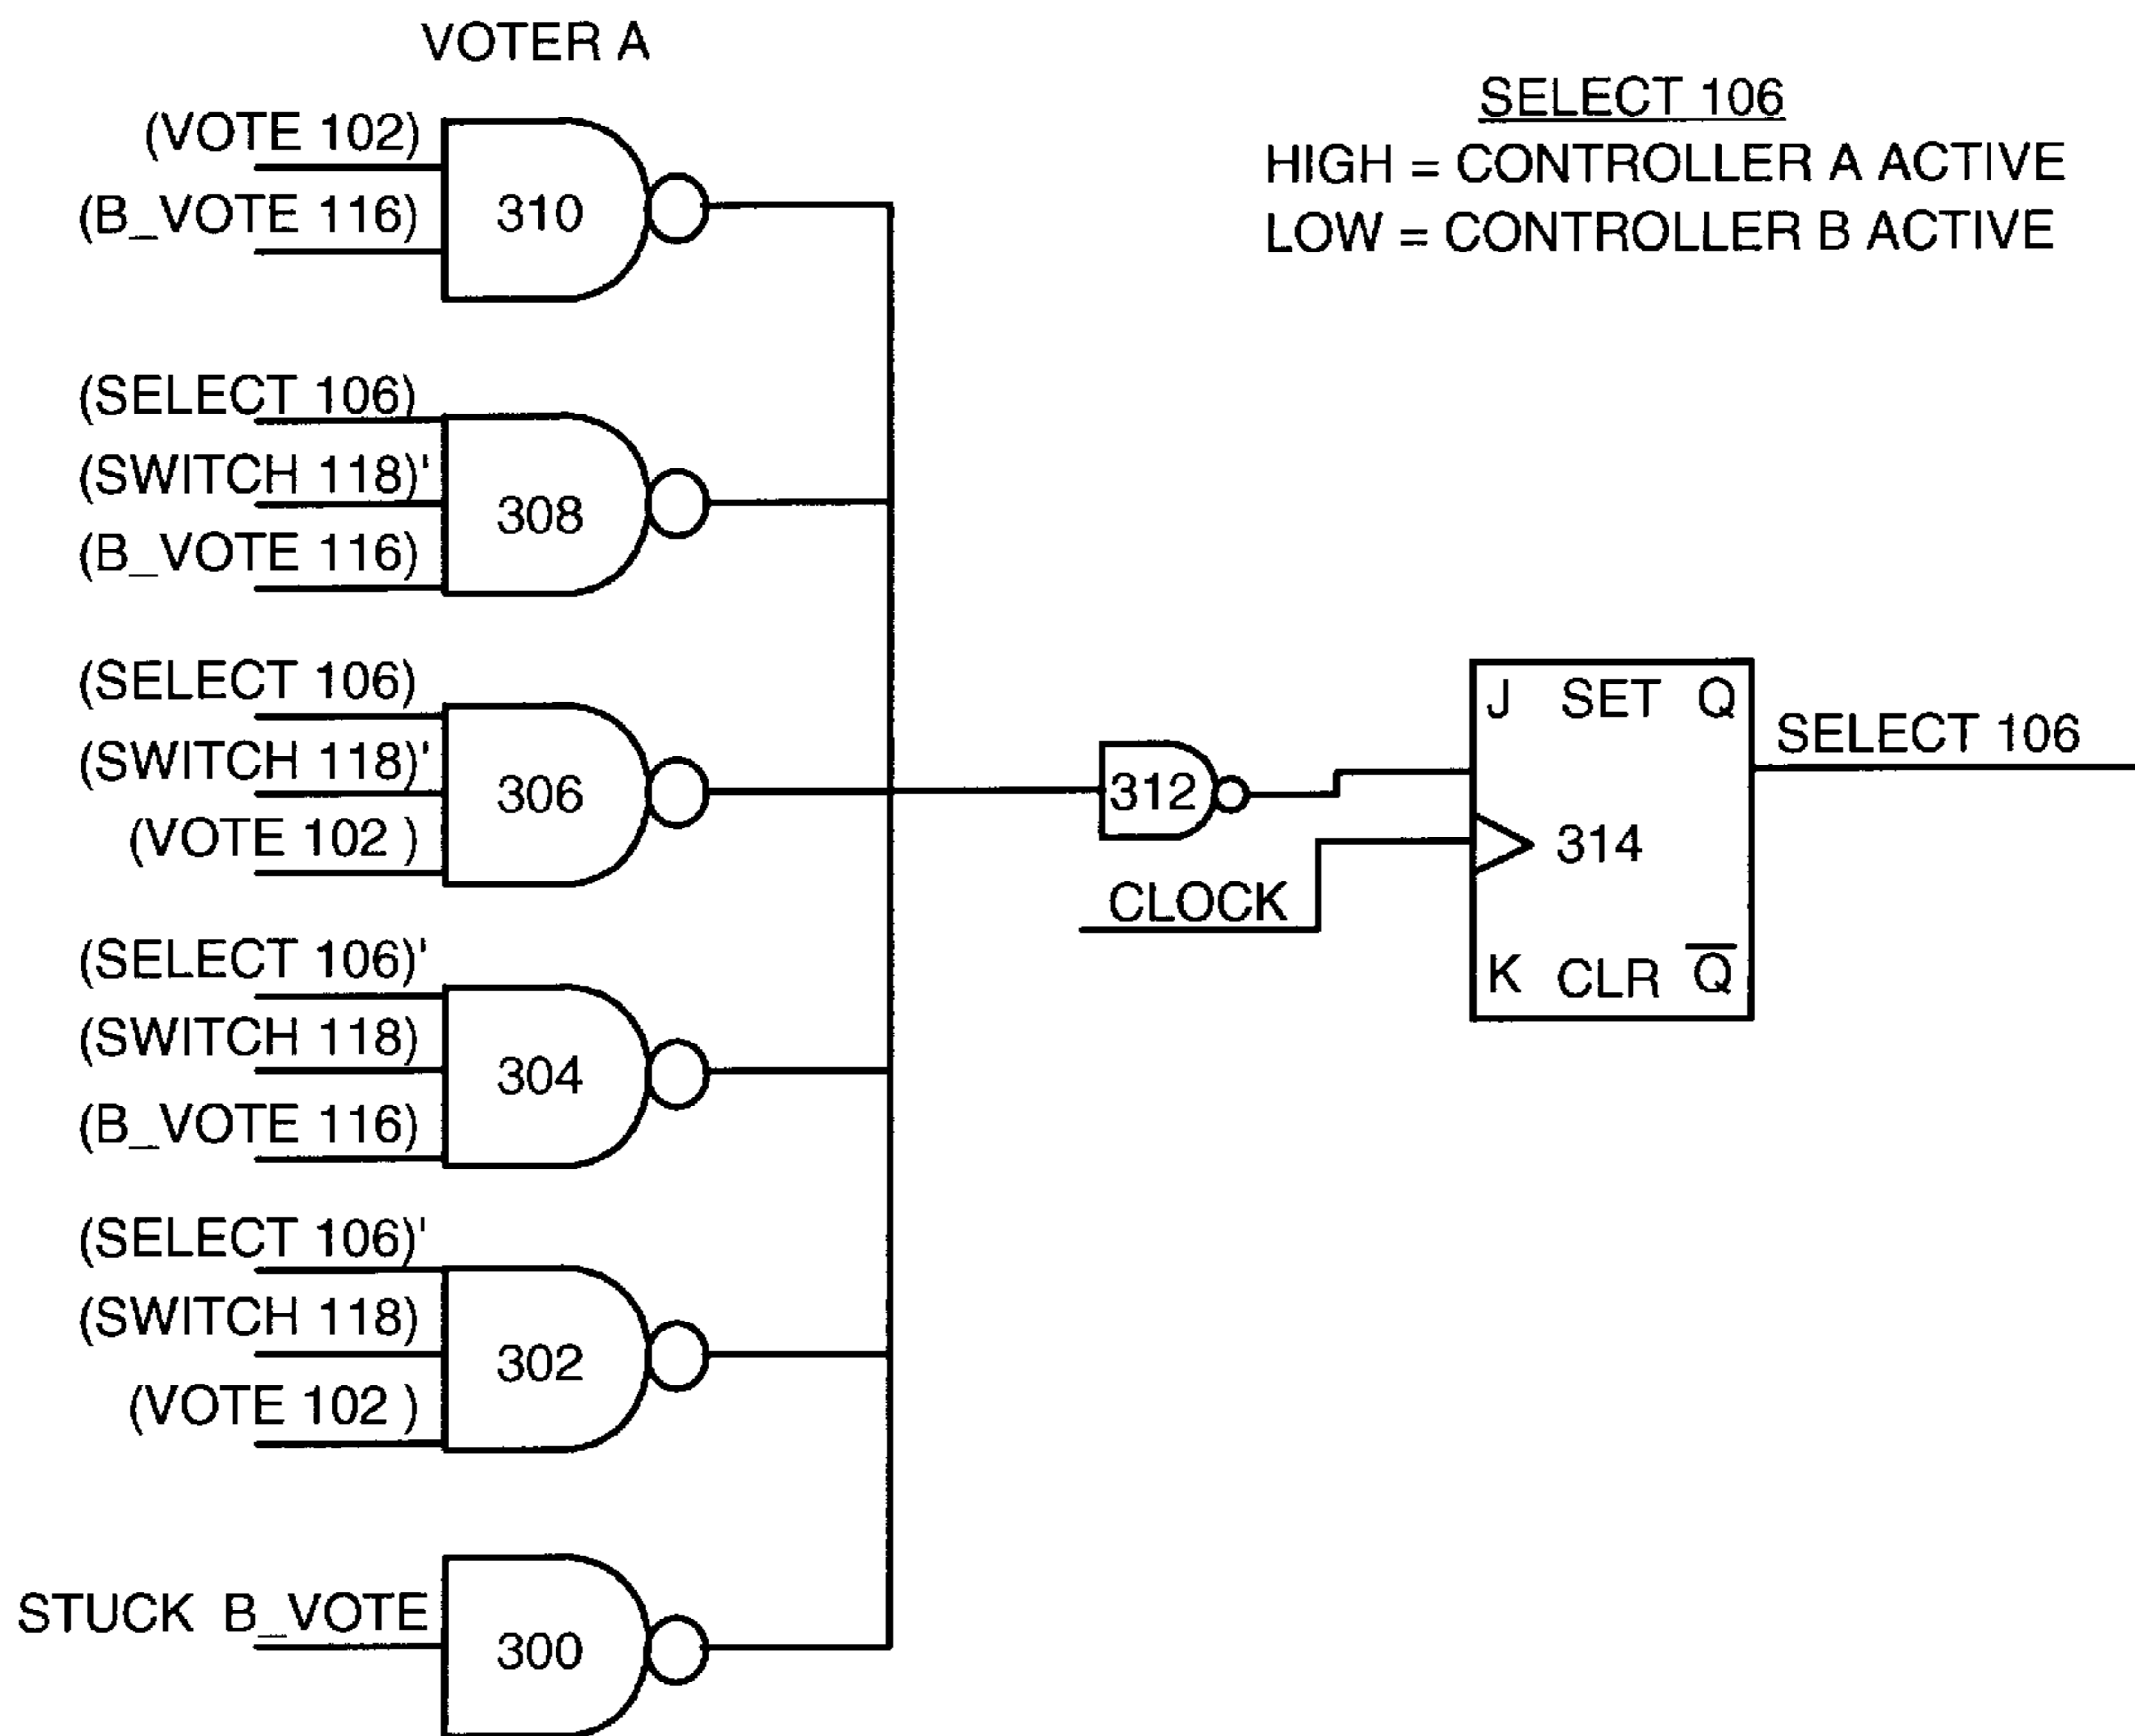 VOTER A
SELECT 106
HIGH = CONTROLLER A ACTIVE
LOW = CONTROLLER B ACTIVE
(VOTE 102)
(B_VOTE 116)
310
(SELECT 106)
(SWITCH 118)'
(B_VOTE 116)
308
(SELECT 106)
(SWITCH 118)'
(VOTE 102 )
306
(SELECT 106)'
(SWITCH 118)
(B_VOTE 116)
304
(SELECT 106)'
(SWITCH 118)
(VOTE 102 )
302
STUCK B_VOTE
300
312
CLOCK
J SET Q
314
K CLR Q̅
SELECT 106